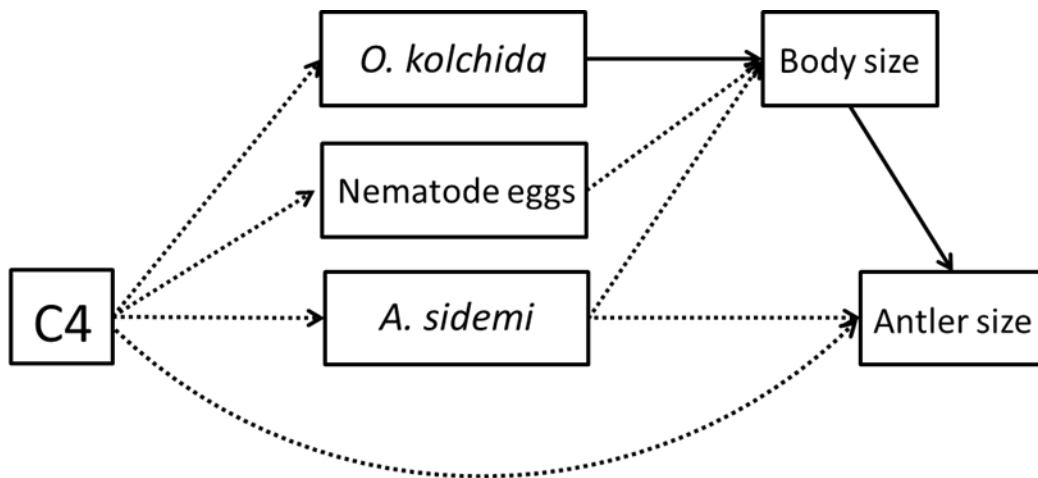 O. kolchida
Body size
Nematode eggs
C4
A. sidemi
Antler size